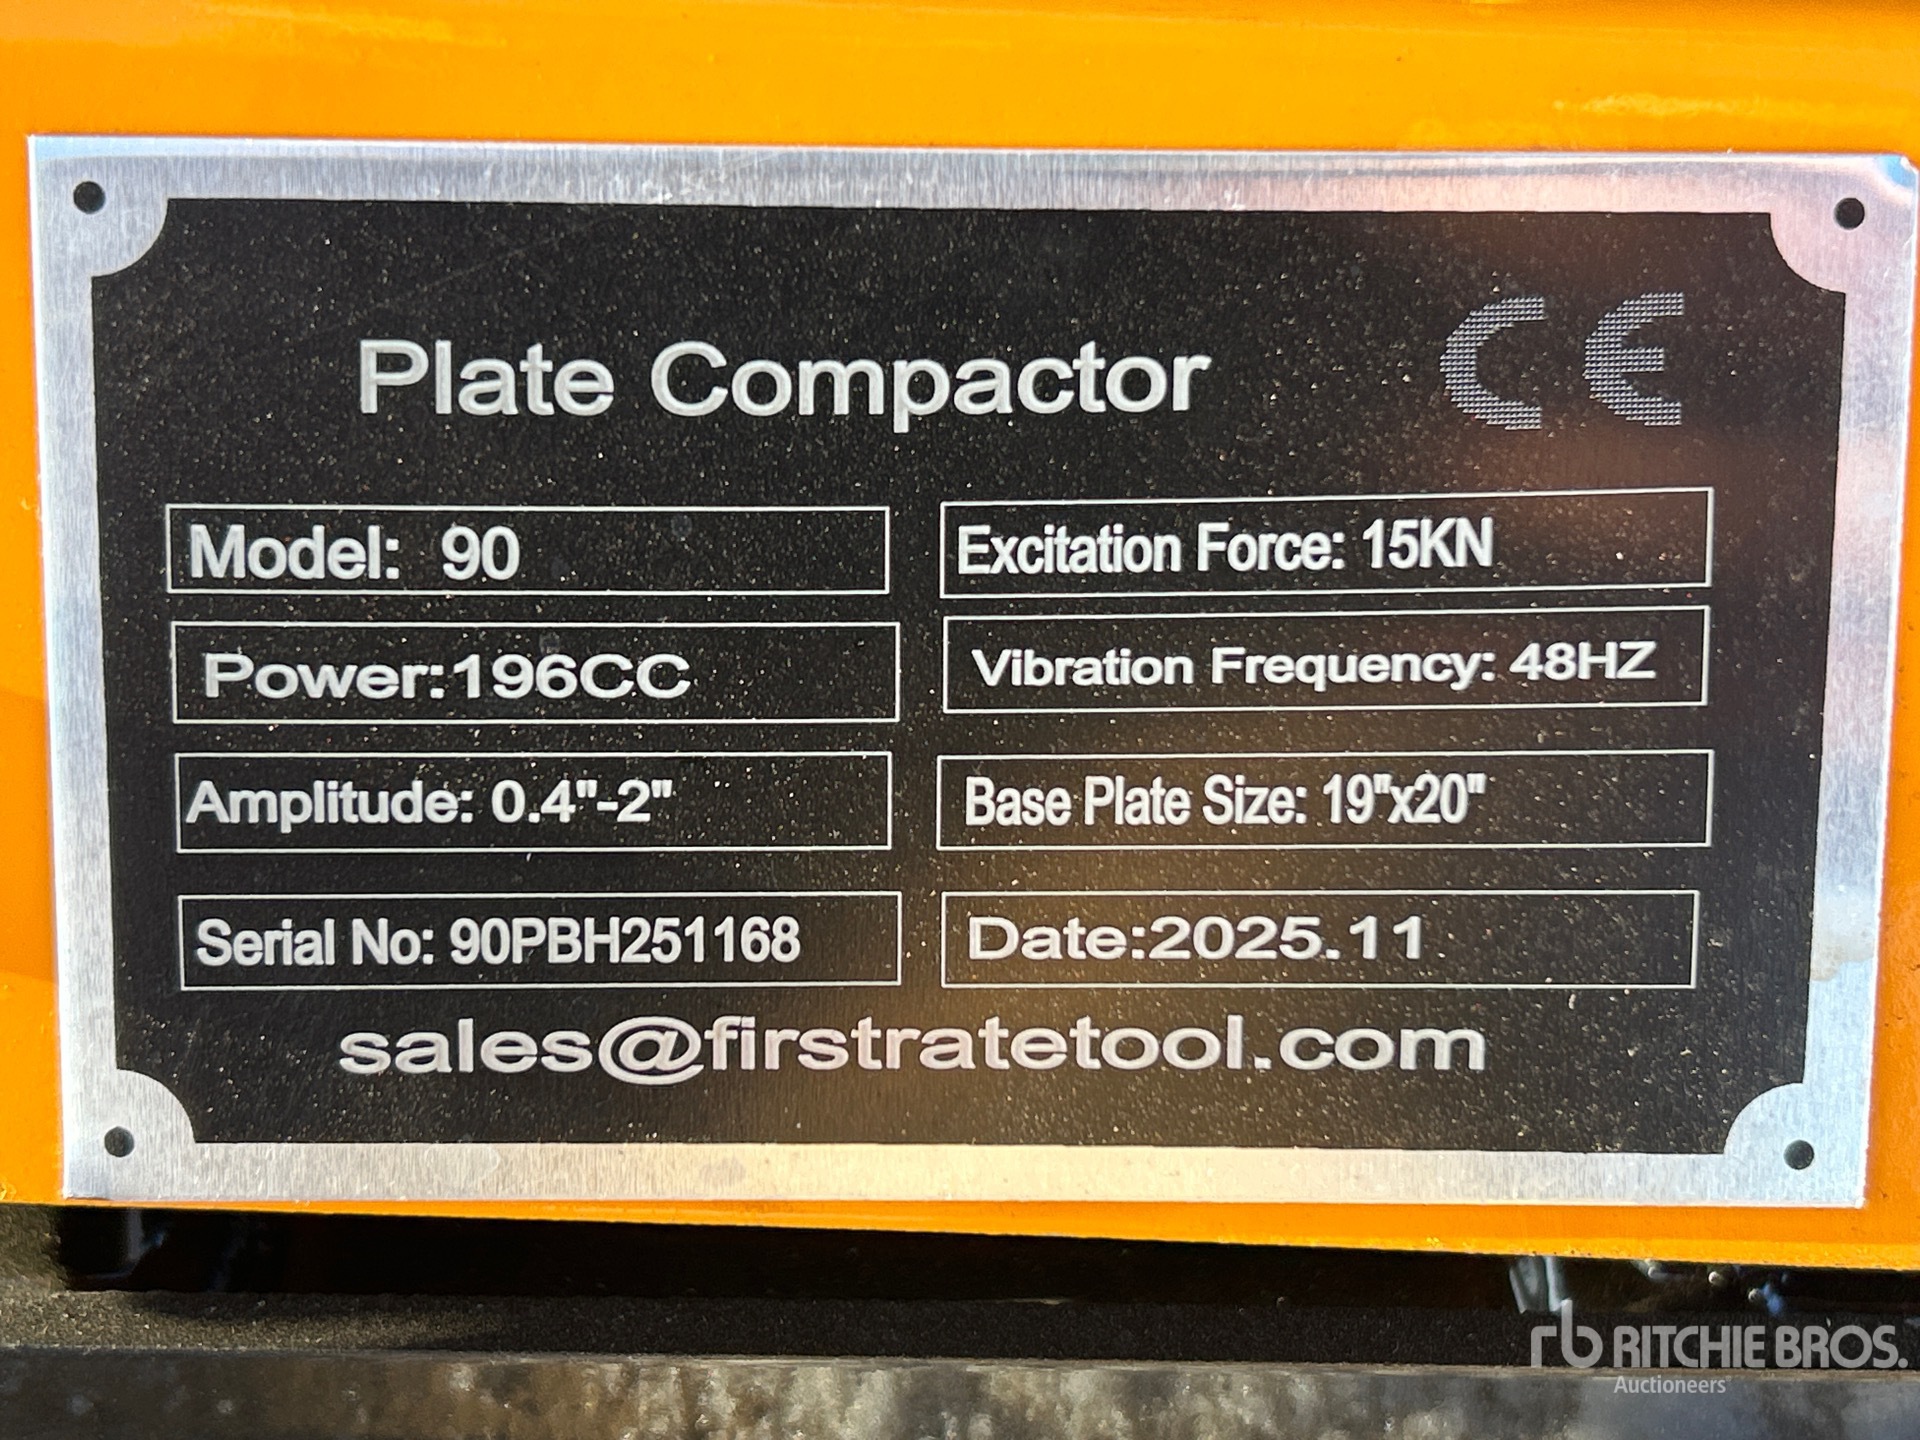 Plate Compactor CE
Model: 90
Excitation Force: 15KN
Power:196CC
Vibration Frequency: 48HZ
Amplitude: 0.4"-2"
Base Plate Size: 19"x20"
Serial No: 90PBH251168
Date:2025.11
sales@firstratetool.com
rb RITCHIE BROS.
Auctioneers